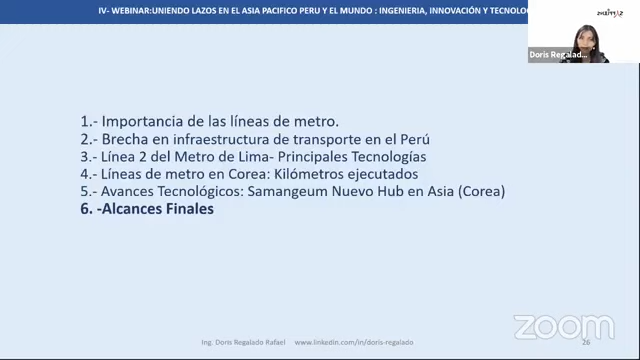 IV- WEBINAR:UNIENDO LAZOS EN EL ASIA PACIFICO PERU Y EL MUNDO : INGENIERIA, INNOVACIÓN Y TECNOLO
Doris Regalad...
1.- Importancia de las líneas de metro.
2.- Brecha en infraestructura de transporte en el Perú
3.- Línea 2 del Metro de Lima- Principales Tecnologías
4.- Líneas de metro en Corea: Kilómetros ejecutados
5.- Avances Tecnológicos: Samangeum Nuevo Hub en Asia (Corea)
6. -Alcances Finales
zoom
Ing. Doris Regalado Rafael www.linkedin.com/in/doris-regalado
26